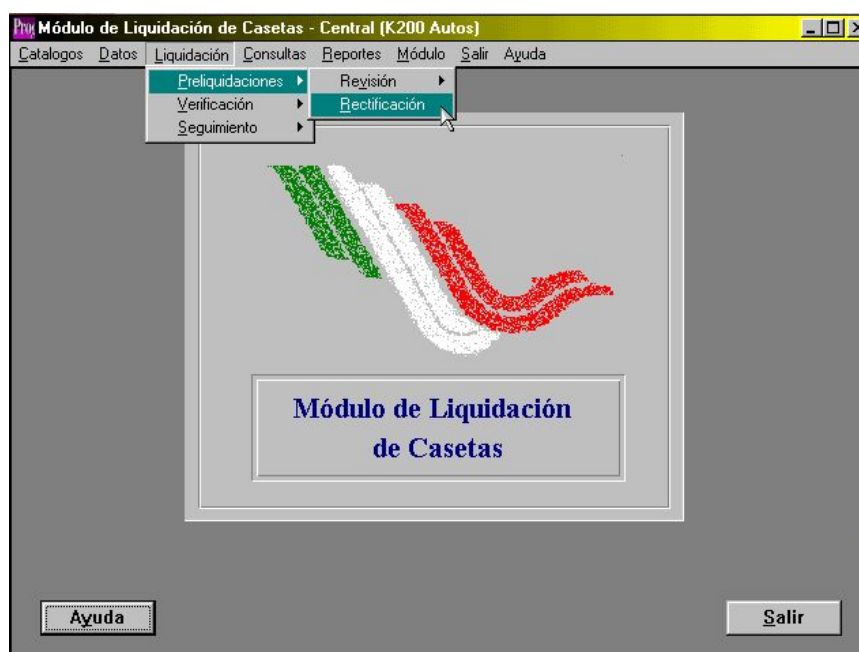 Prog Módulo de Liquidación de Casetas - Central (K200 Autos)
Catalogos Datos Liquidación Consultas Reportes Módulo Salir Ayuda
Preliquidaciones Revisión
Verificación Rectificación
Seguimiento
Módulo de Liquidación
de Casetas
Ayuda Salir